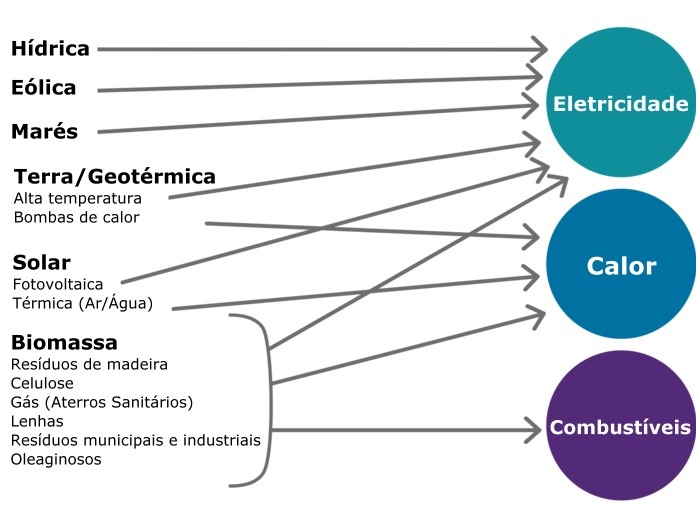 Hídrica
Eólica
Marés
Terra/Geotérmica
Alta temperatura
Bombas de calor
Solar
Fotovoltaica
Térmica (Ar/Água)
Biomassa
Resíduos de madeira
Celulose
Gás (Aterros Sanitários)
Lenhas
Resíduos municipais e industriais
Oleaginosos
Eletricidade
Calor
Combustíveis